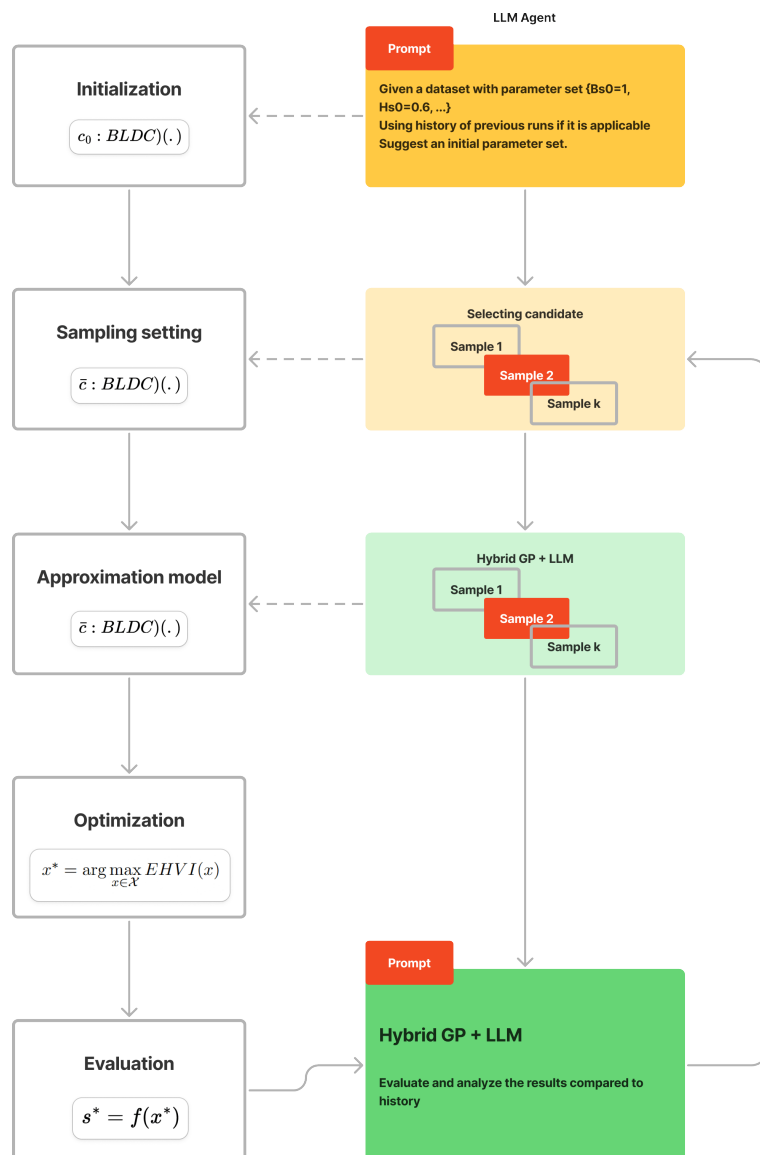 LLM Agent
Prompt
Initialization
c₀ : BLDC)(.)
Given a dataset with parameter set {Bs0=1,
Hs0=0.6, ...}
Using history of previous runs if it is applicable
Suggest an initial parameter set.
Sampling setting
c̄ : BLDC)(.)
Selecting candidate
Sample 1
Sample 2
Sample k
Approximation model
c̄ : BLDC)(.)
Hybrid GP + LLM
Sample 1
Sample 2
Sample k
Optimization
x* = arg max EHVI(x)
x∈𝒳
Prompt
Evaluation
s* = f(x*)
Hybrid GP + LLM
Evaluate and analyze the results compared to
history